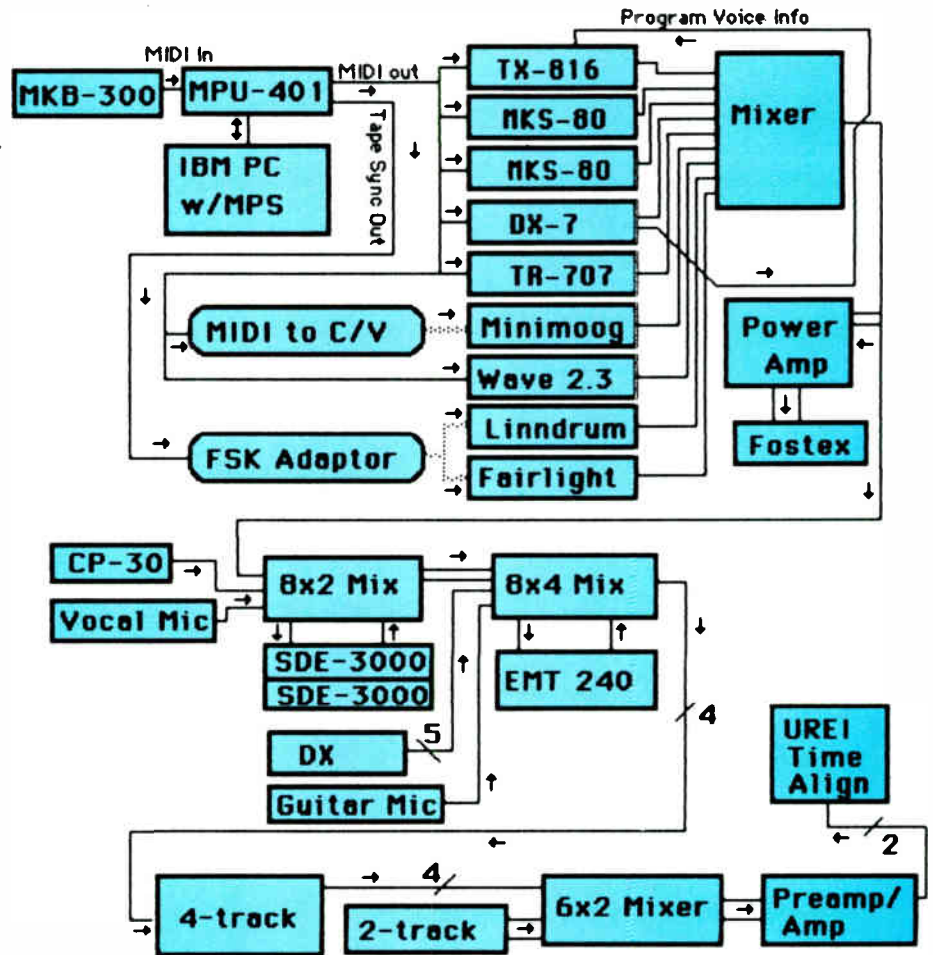 Program Voice Info
MIDI In
MIDI out
MKB-300
MPU-401
TX-816
Mixer
MKS-80
Tape Sync Out
IBM PC
w/MPS
MKS-80
DX-7
TR-707
MIDI to C/V
Minimoog
Power
Amp
Wave 2.3
Linndrum
Fostex
FSK Adaptor
Fairlight
CP-30
8x2 Mix
8x4 Mix
Vocal Mic
SDE-3000
SDE-3000
EMT 240
4
5
DX
UREI
Time
Align
Guitar Mic
2
4
4-track
2-track
6x2 Mixer
Preamp/
Amp